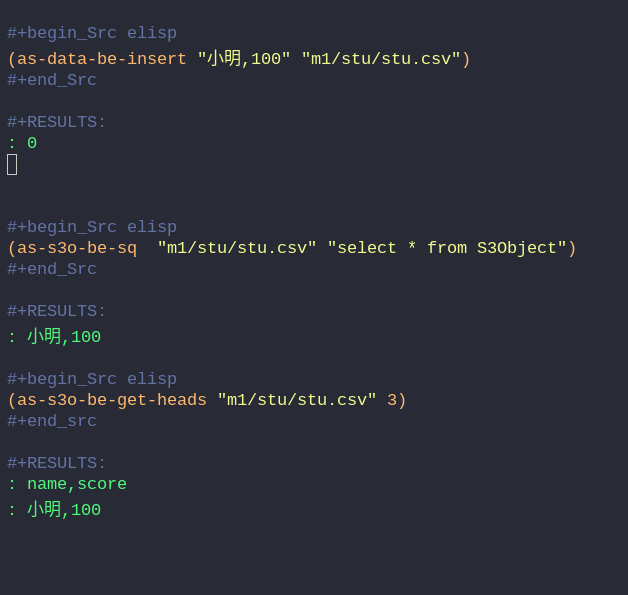 #+begin_Src elisp
(as-data-be-insert "小明,100" "m1/stu/stu.csv")
#+end_Src
#+RESULTS:
: 0
#+begin_Src elisp
(as-s3o-be-sq  "m1/stu/stu.csv" "select * from S3Object")
#+end_Src
#+RESULTS:
: 小明,100
#+begin_Src elisp
(as-s3o-be-get-heads "m1/stu/stu.csv" 3)
#+end_src
#+RESULTS:
: name,score
: 小明,100